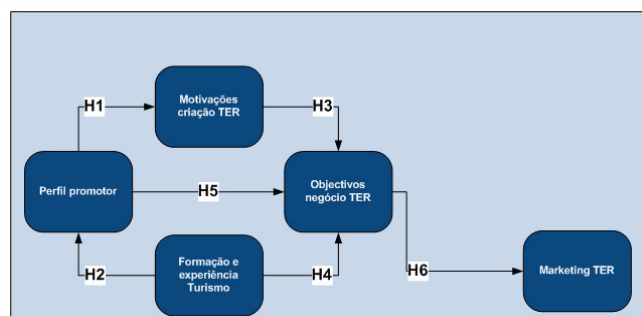 H1
Motivações
criação TER
H3
Perfil promotor
H5
Objectivos
negócio TER
H2
Formação e
experiência
Turismo
H4
H6
Marketing TER